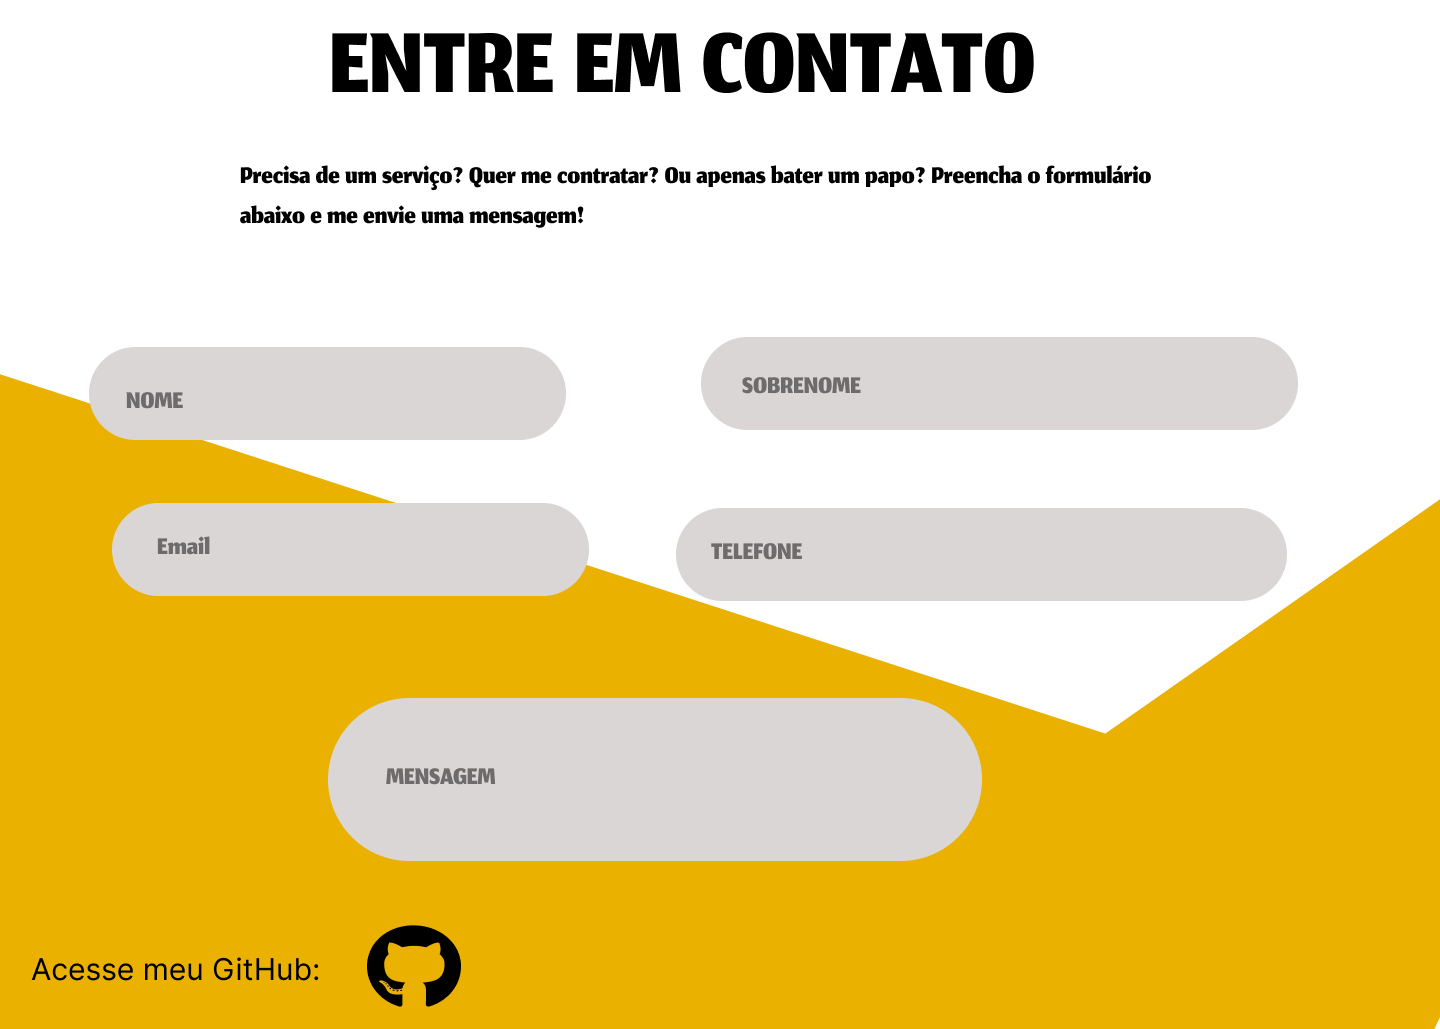 ENTRE EM CONTATO
Precisa de um serviço? Quer me contratar? Ou apenas bater um papo? Preencha o formulário
abaixo e me envie uma mensagem!
NOME
SOBRENOME
Email
TELEFONE
MENSAGEM
Acesse meu GitHub: